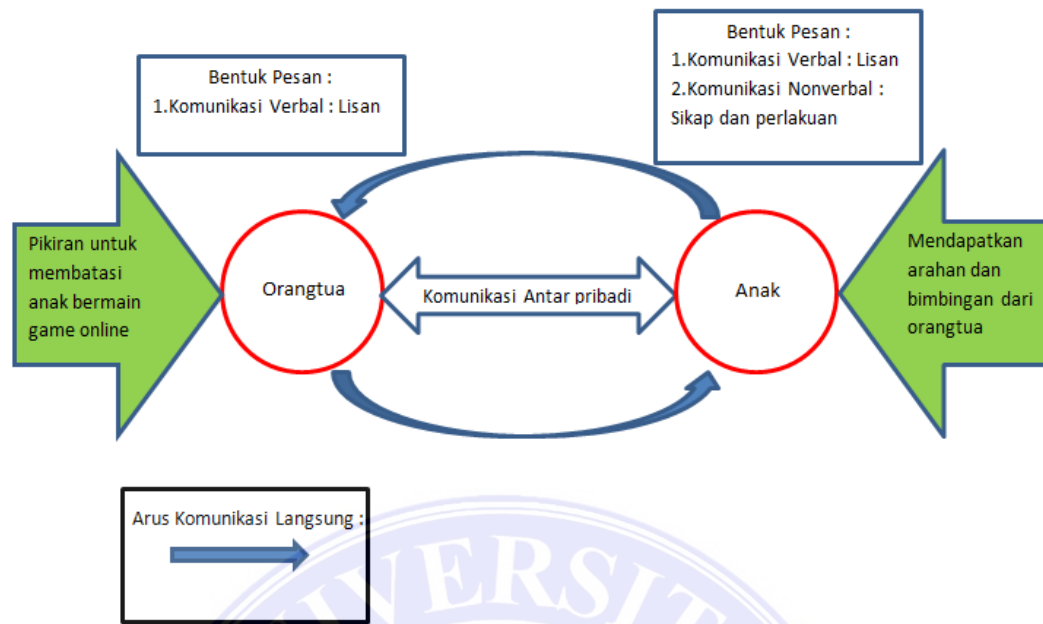 Bentuk Pesan :
1.Komunikasi Verbal : Lisan
Bentuk Pesan :
1.Komunikasi Verbal : Lisan
2.Komunikasi Nonverbal :
Sikap dan perlakuan
Pikiran untuk
membatasi
anak bermain
game online
Orangtua
Komunikasi Antar pribadi
Anak
Mendapatkan
arahan dan
bimbingan dari
orangtua
Arus Komunikasi Langsung :
IVERSIT